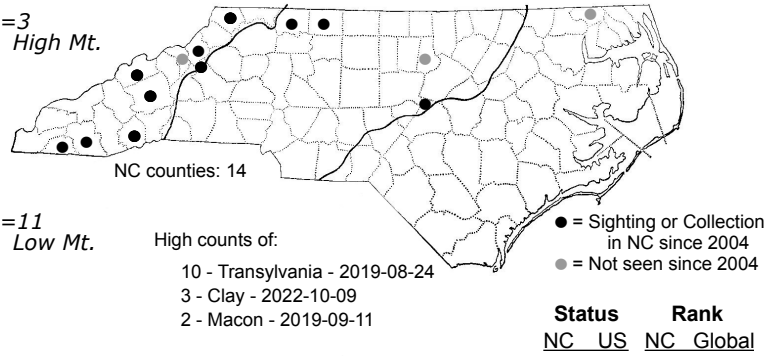 =3
High Mt.
NC counties: 14
=11
Low Mt.
High counts of:
10 - Transylvania - 2019-08-24
3 - Clay - 2022-10-09
2 - Macon - 2019-09-11
● = Sighting or Collection
in NC since 2004
● = Not seen since 2004
Status Rank
NC US NC Global